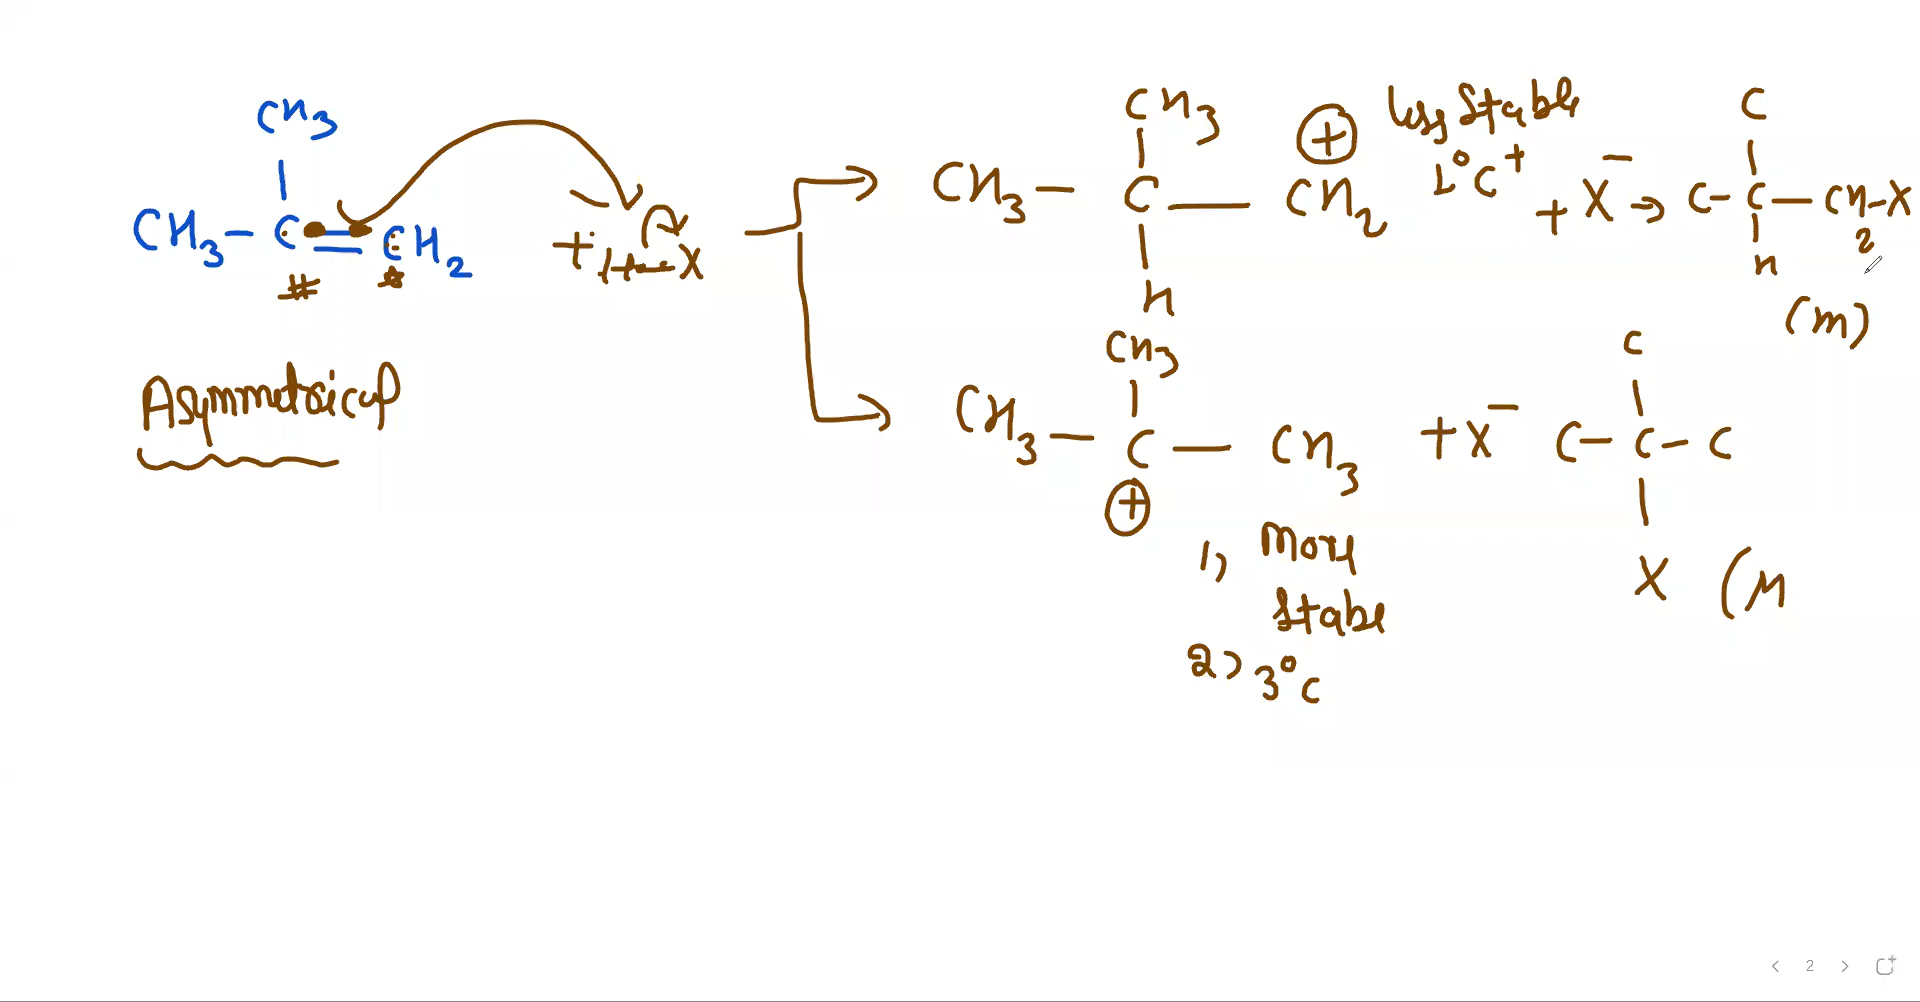 CH3
CH3-C=CH2 + H-X
#
Asymmetrical
CH3
CH3-C-CH2
H
+
less stable
1° C+
+ X- →
C
C-C-CH2-X
H
(m)
CH3
CH3-C-CH3
+
+X-
C
C-C-C
X
(M
1) More
stable
2) 3°C
2